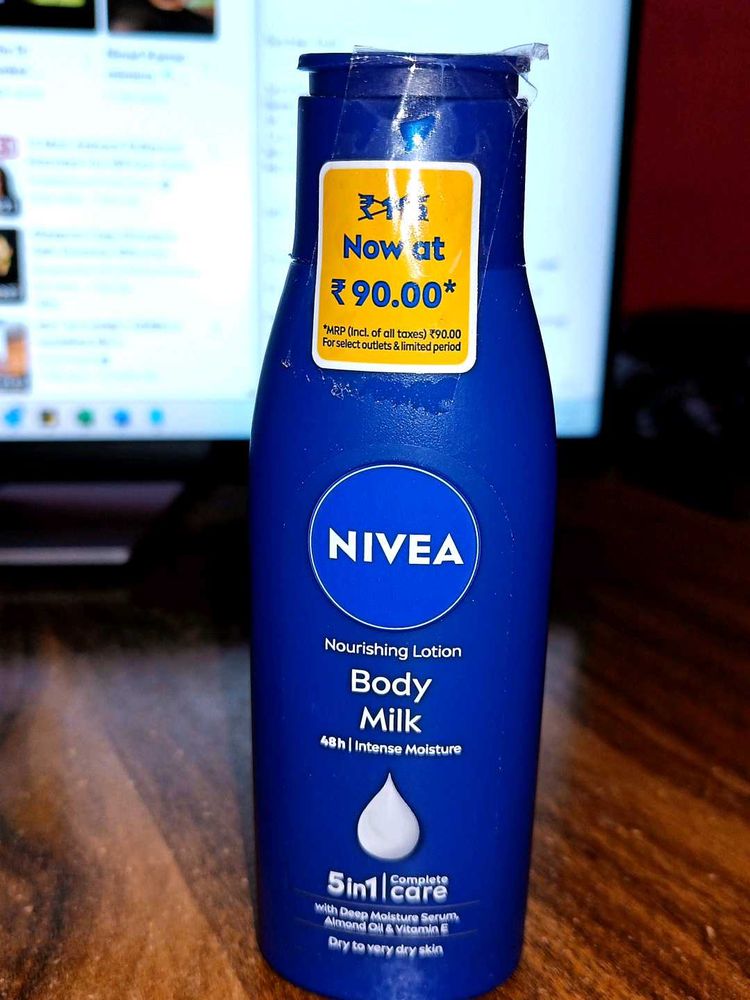 Now at
₹90.00*
*MRP (Incl. of all taxes) ₹90.00
For select outlets & limited period
NIVEA
Nourishing Lotion
Body
Milk
48h | Intense Moisture
5in1 | Complete care
with Deep Moisture Serum,
Almond Oil & Vitamin E
Dry to very dry skin